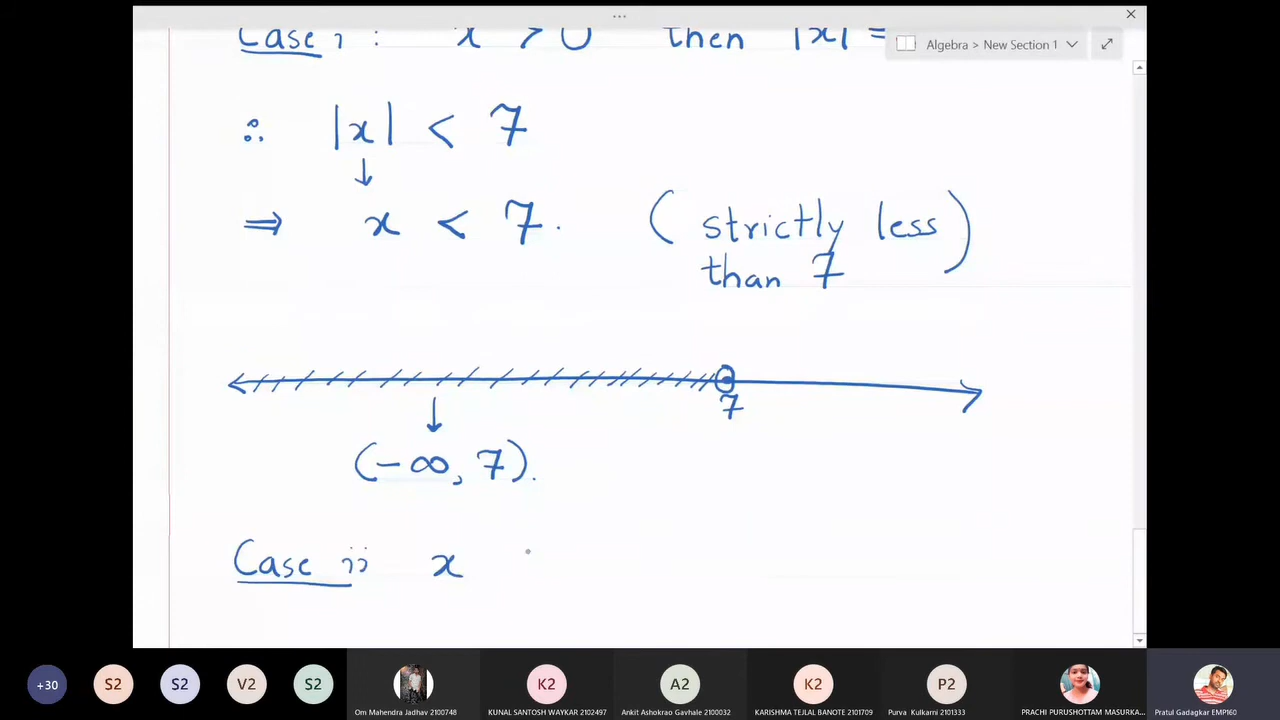 Case i : x > 0 then |x| =
Algebra > New Section 1
∴ |x| < 7
↓
⇒ x < 7. (strictly less
than 7)
7
↓
(-∞, 7).
Case ii x
+30 S2 S2 V2 S2 K2 A2 K2 P2
Om Mahendra Jadhav 2100748 KUNAL SANTOSH WAYKAR 2102497 Ankit Ashokrao Gavhale 2100032 KARISHMA TEJLAL BANOTE 2101709 Purva Kulkarni 2101333 PRACHI PURUSHOTTAM MASURKA... Pratul Gadagkar EMP160